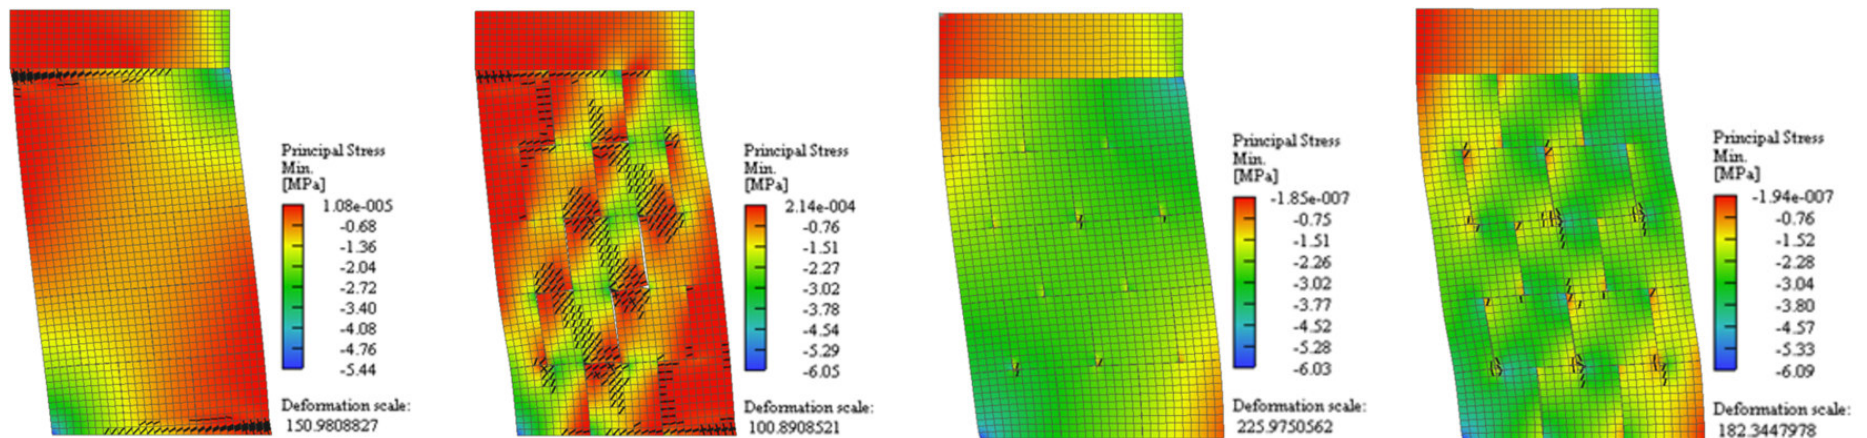 Principal Stress
Min.
[MPa]
1.08e-005
-0.68
-1.36
-2.04
-2.72
-3.40
-4.08
-4.76
-5.44
Deformation scale:
150.9808827
Principal Stress
Min.
[MPa]
2.14e-004
-0.76
-1.51
-2.27
-3.02
-3.78
-4.54
-5.29
-6.05
Deformation scale:
100.8908521
Principal Stress
Min.
[MPa]
-1.85e-007
-0.75
-1.51
-2.26
-3.02
-3.77
-4.52
-5.28
-6.03
Deformation scale:
225.9750562
Principal Stress
Min.
[MPa]
-1.94e-007
-0.76
-1.52
-2.28
-3.04
-3.80
-4.57
-5.33
-6.09
Deformation scale:
182.3447978